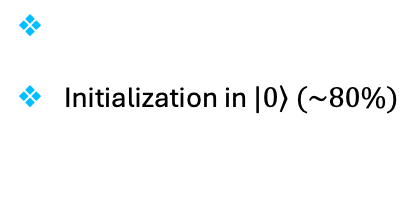 ❖
❖ Initialization in |0⟩ (~80%)